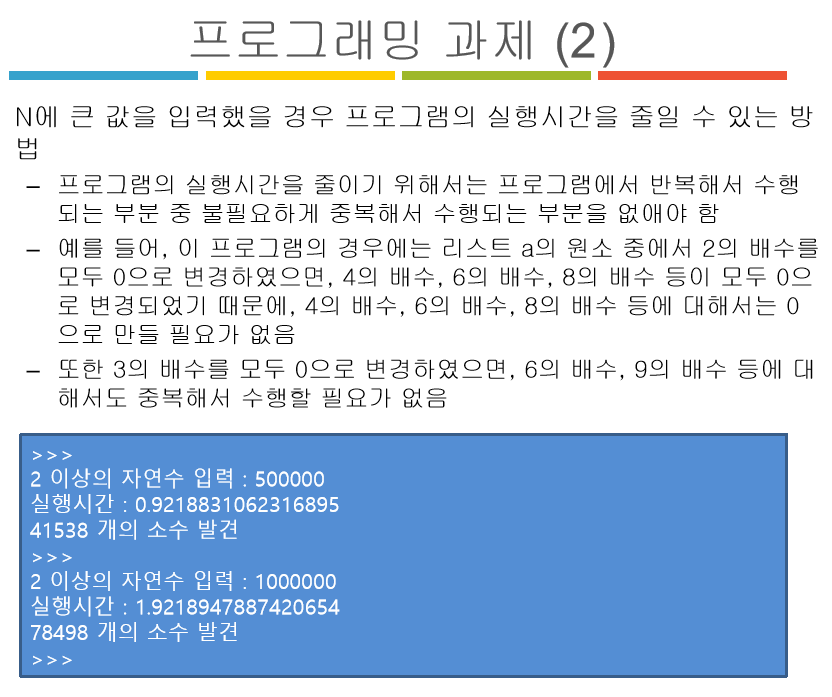 프로그래밍 과제 (2)
N에 큰 값을 입력했을 경우 프로그램의 실행시간을 줄일 수 있는 방
법
– 프로그램의 실행시간을 줄이기 위해서는 프로그램에서 반복해서 수행
되는 부분 중 불필요하게 중복해서 수행되는 부분을 없애야 함
– 예를 들어, 이 프로그램의 경우에는 리스트 a의 원소 중에서 2의 배수를
모두 0으로 변경하였으면, 4의 배수, 6의 배수, 8의 배수 등이 모두 0으
로 변경되었기 때문에, 4의 배수, 6의 배수, 8의 배수 등에 대해서는 0
으로 만들 필요가 없음
– 또한 3의 배수를 모두 0으로 변경하였으면, 6의 배수, 9의 배수 등에 대
해서도 중복해서 수행할 필요가 없음
>>>
2 이상의 자연수 입력 : 500000
실행시간 : 0.9218831062316895
41538 개의 소수 발견
>>>
2 이상의 자연수 입력 : 1000000
실행시간 : 1.9218947887420654
78498 개의 소수 발견
>>>